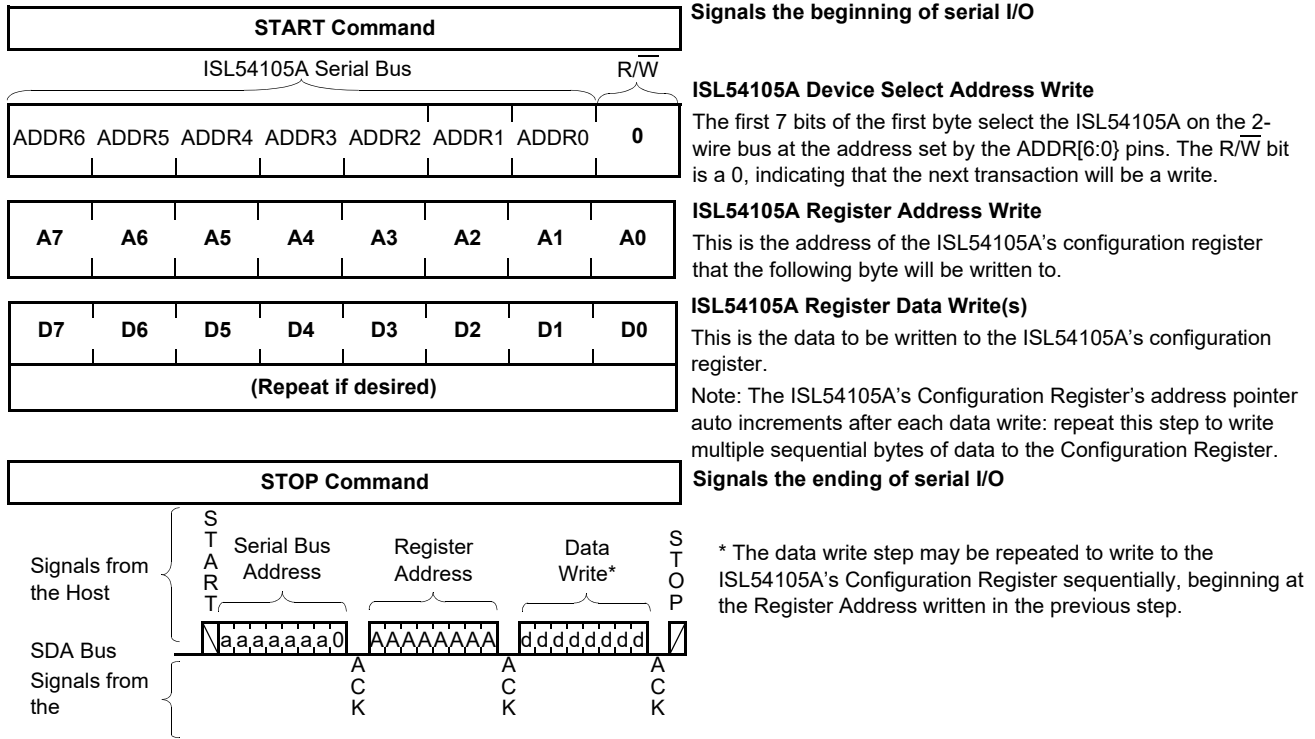 START Command
Signals the beginning of serial I/O
ISL54105A Serial Bus
R/W
ADDR6 ADDR5 ADDR4 ADDR3 ADDR2 ADDR1 ADDR0 0
ISL54105A Device Select Address Write
The first 7 bits of the first byte select the ISL54105A on the 2-
wire bus at the address set by the ADDR[6:0} pins. The R/W bit
is a 0, indicating that the next transaction will be a write.
A7 A6 A5 A4 A3 A2 A1 A0
ISL54105A Register Address Write
This is the address of the ISL54105A’s configuration register
that the following byte will be written to.
D7 D6 D5 D4 D3 D2 D1 D0
(Repeat if desired)
ISL54105A Register Data Write(s)
This is the data to be written to the ISL54105A’s configuration
register.
Note: The ISL54105A’s Configuration Register’s address pointer
auto increments after each data write: repeat this step to write
multiple sequential bytes of data to the Configuration Register.
STOP Command
Signals the ending of serial I/O
Signals from
the Host
START
Serial Bus
Address
Register
Address
Data
Write*
STOP
* The data write step may be repeated to write to the
ISL54105A’s Configuration Register sequentially, beginning at
the Register Address written in the previous step.
SDA Bus
a a a a a a a 0
A A A A A A A A
d d d d d d d d
Signals from
the
ACK
ACK
ACK